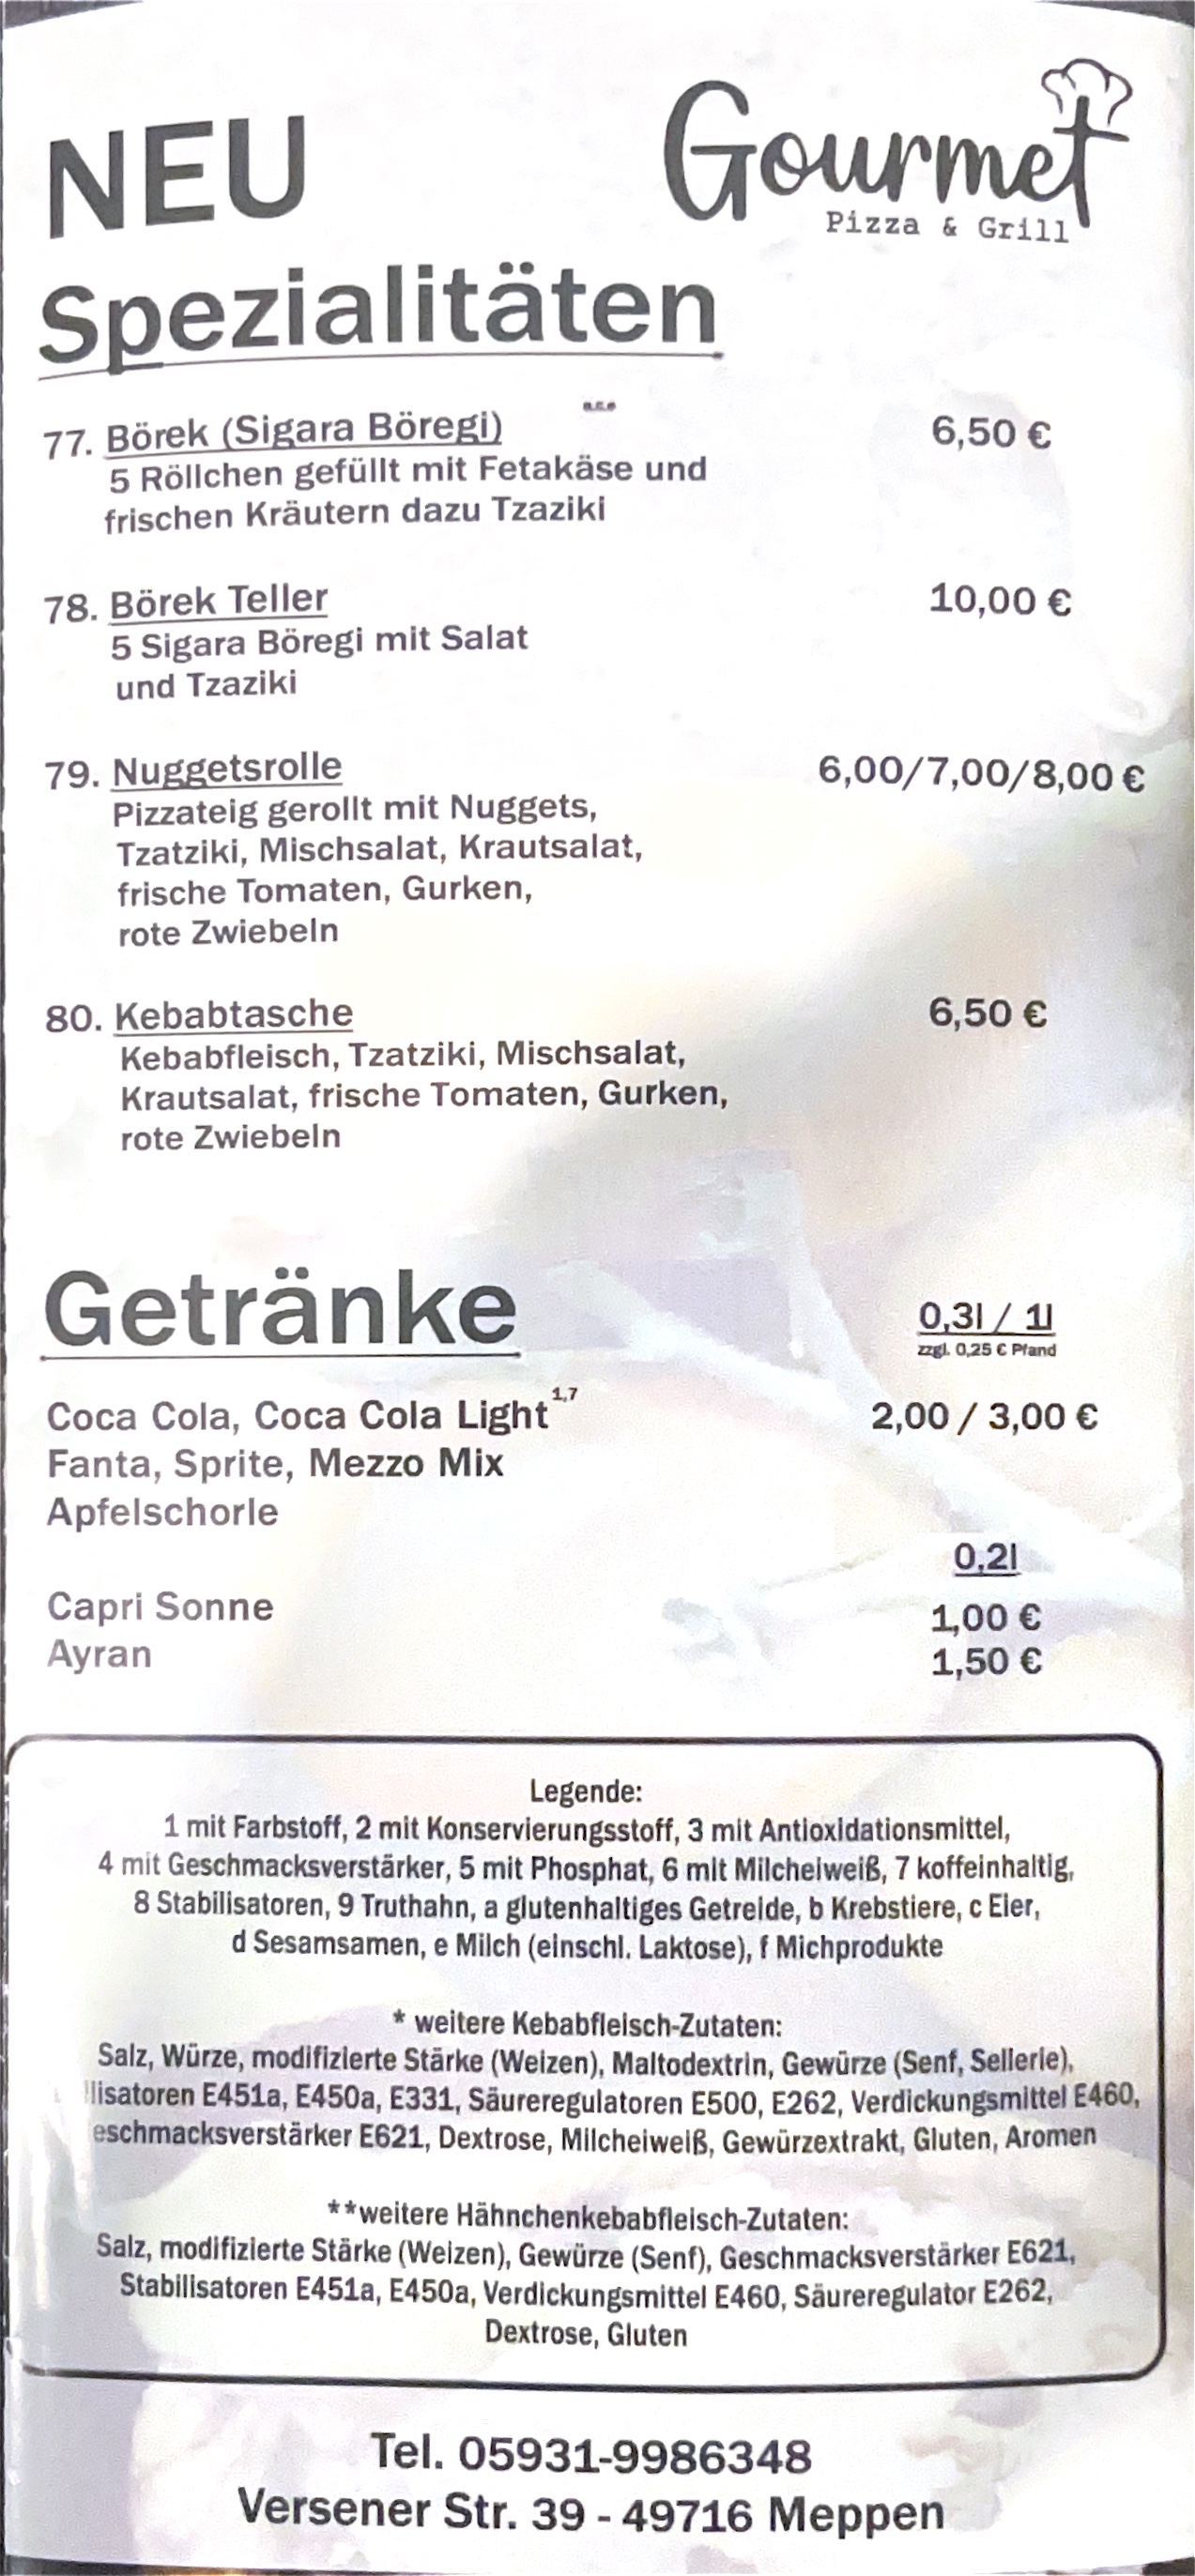 NEU
Gourmet
Pizza & Grill
Spezialitäten
77. Börek (Sigara Böregi) a,c,e 6,50 €
5 Röllchen gefüllt mit Fetakäse und
frischen Kräutern dazu Tzaziki
78. Börek Teller 10,00 €
5 Sigara Böregi mit Salat
und Tzaziki
79. Nuggetsrolle 6,00/7,00/8,00 €
Pizzateig gerollt mit Nuggets,
Tzatziki, Mischsalat, Krautsalat,
frische Tomaten, Gurken,
rote Zwiebeln
80. Kebabtasche 6,50 €
Kebabfleisch, Tzatziki, Mischsalat,
Krautsalat, frische Tomaten, Gurken,
rote Zwiebeln
Getränke 0,3l / 1l
zzgl. 0,25 € Pfand
Coca Cola, Coca Cola Light 1,7 2,00 / 3,00 €
Fanta, Sprite, Mezzo Mix
Apfelschorle
0,2l
Capri Sonne 1,00 €
Ayran 1,50 €
Legende:
1 mit Farbstoff, 2 mit Konservierungsstoff, 3 mit Antioxidationsmittel,
4 mit Geschmacksverstärker, 5 mit Phosphat, 6 mit Milcheiweiß, 7 koffeinhaltig,
8 Stabilisatoren, 9 Truthahn, a glutenhaltiges Getreide, b Krebstiere, c Eier,
d Sesamsamen, e Milch (einschl. Laktose), f Michprodukte
* weitere Kebabfleisch-Zutaten:
Salz, Würze, modifizierte Stärke (Weizen), Maltodextrin, Gewürze (Senf, Sellerie),
lisatoren E451a, E450a, E331, Säureregulatoren E500, E262, Verdickungsmittel E460,
eschmacksverstärker E621, Dextrose, Milcheiweiß, Gewürzextrakt, Gluten, Aromen
**weitere Hähnchenkebabfleisch-Zutaten:
Salz, modifizierte Stärke (Weizen), Gewürze (Senf), Geschmacksverstärker E621,
Stabilisatoren E451a, E450a, Verdickungsmittel E460, Säureregulator E262,
Dextrose, Gluten
Tel. 05931-9986348
Versener Str. 39 - 49716 Meppen